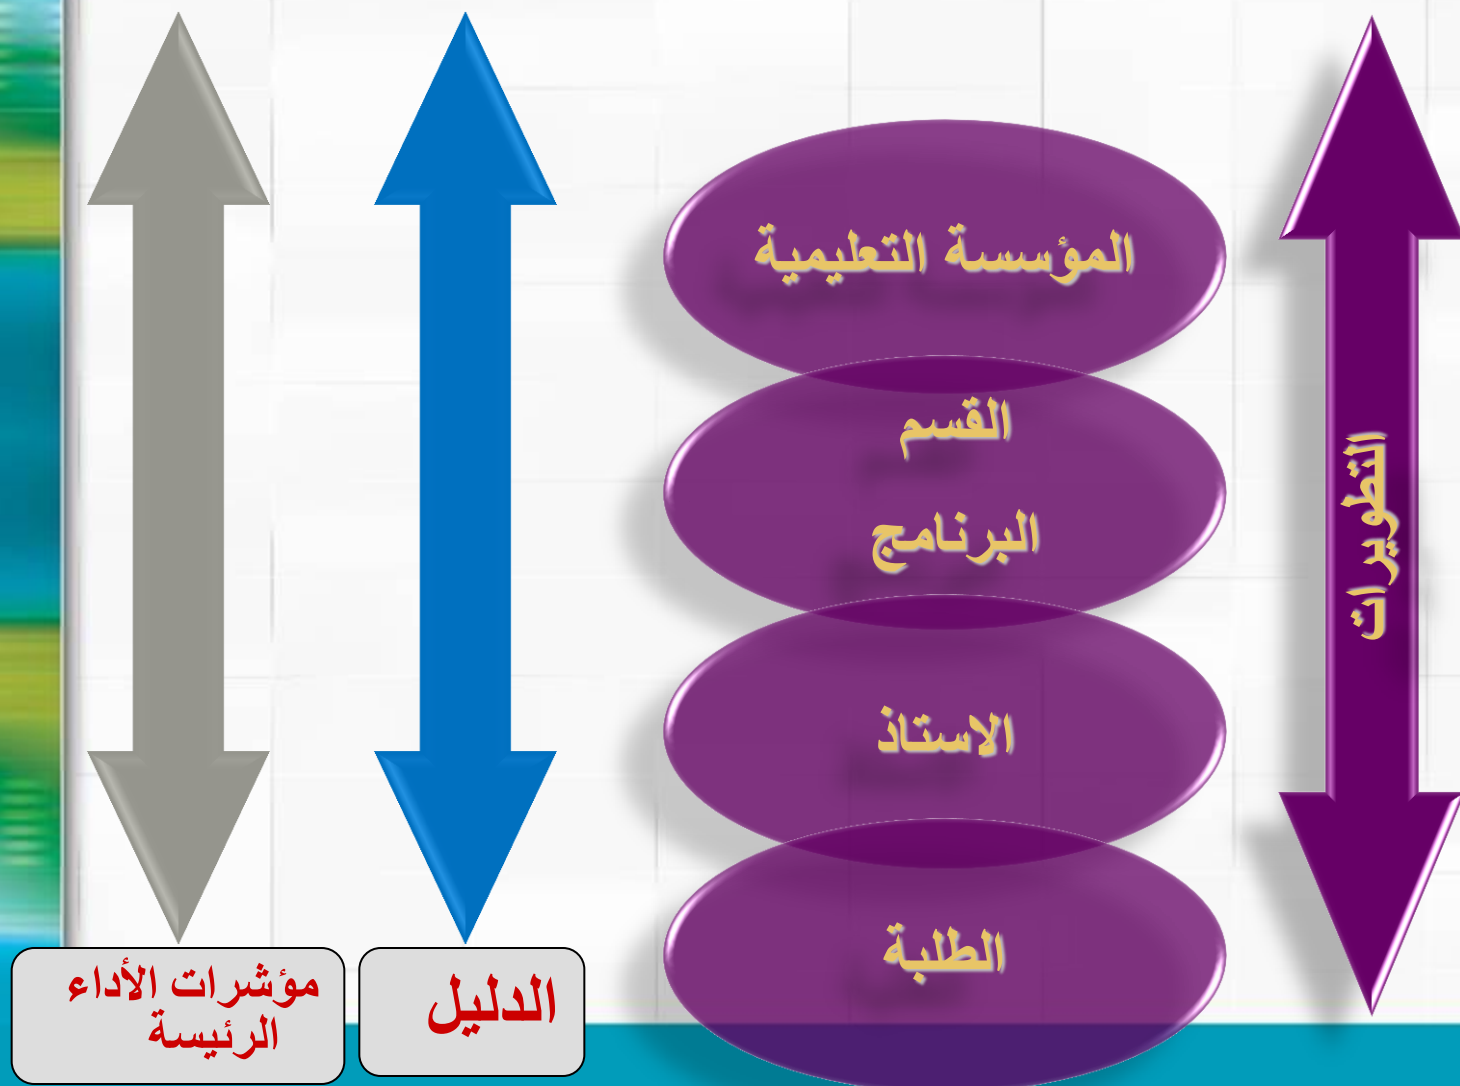 المؤسسة التعليمية
القسم
البرنامج
الاستاذ
الطلبة
التطويرات
الدليل
مؤشرات الأداء
الرئيسة